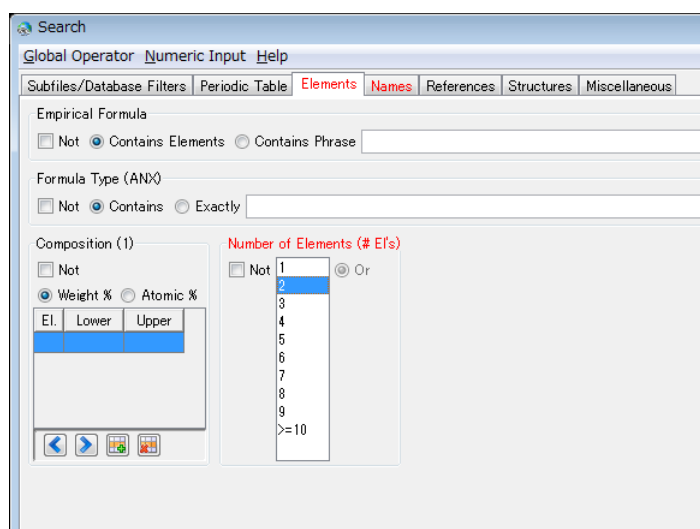 Search
Global Operator Numeric Input Help
Subfiles/Database Filters Periodic Table Elements Names References Structures Miscellaneous
Empirical Formula
Not Contains Elements Contains Phrase
Formula Type (ANX)
Not Contains Exactly
Composition (1)
Not
Weight % Atomic %
El. Lower Upper
Number of Elements (# El's)
Not 1 Or
2
3
4
5
6
7
8
9
>=10